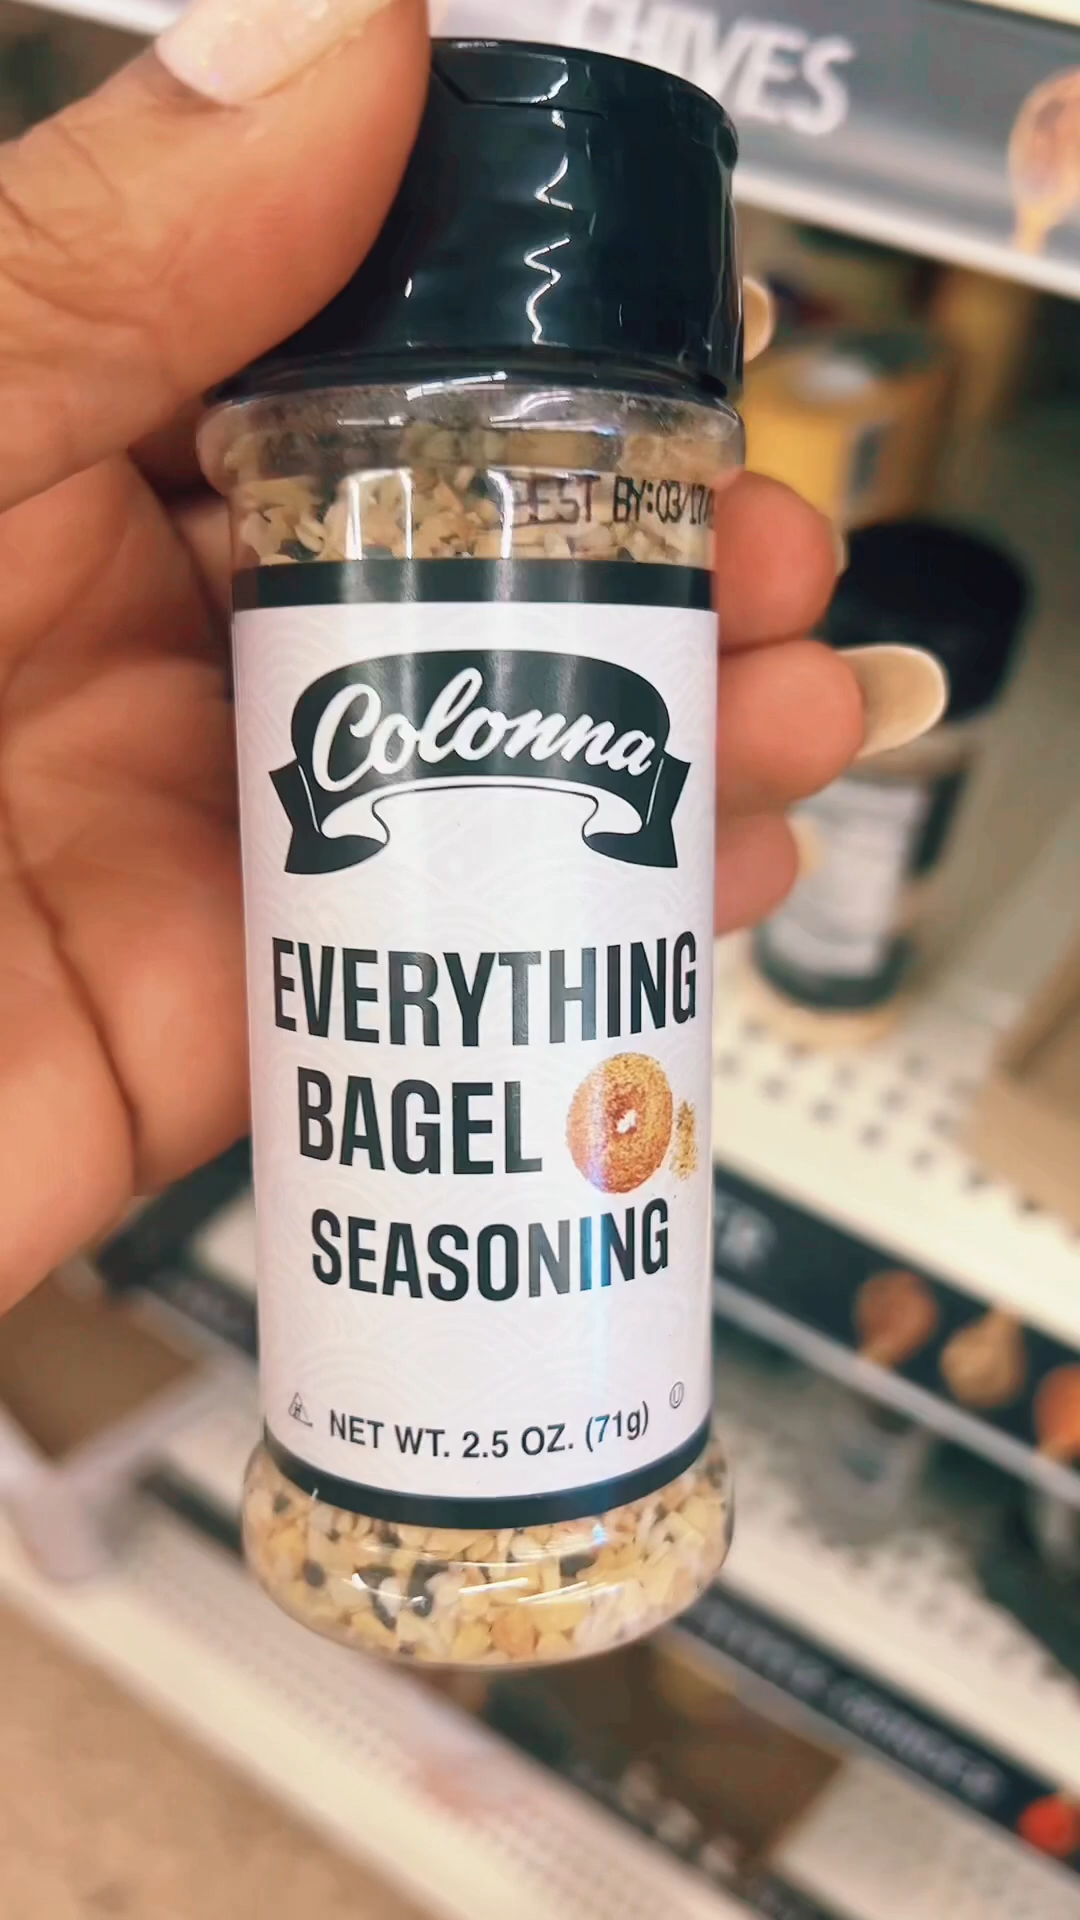 CHIVES
BEST BY:03/17/
Colonna
EVERYTHING
BAGEL
SEASONING
NET WT. 2.5 OZ. (71g)
U